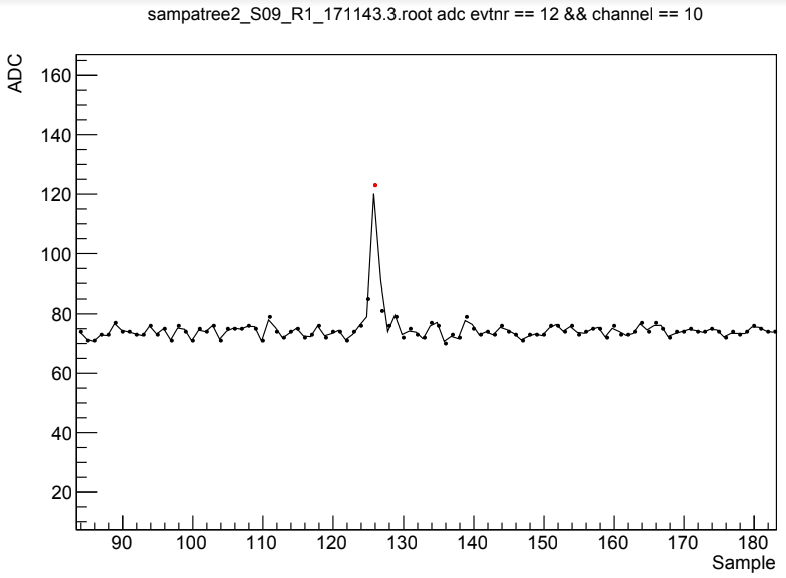 sampatree2_S09_R1_171143.3.root adc evtnr == 12 && channel == 10
ADC
160
140
120
100
80
60
40
20
90 100 110 120 130 140 150 160 170 180
Sample